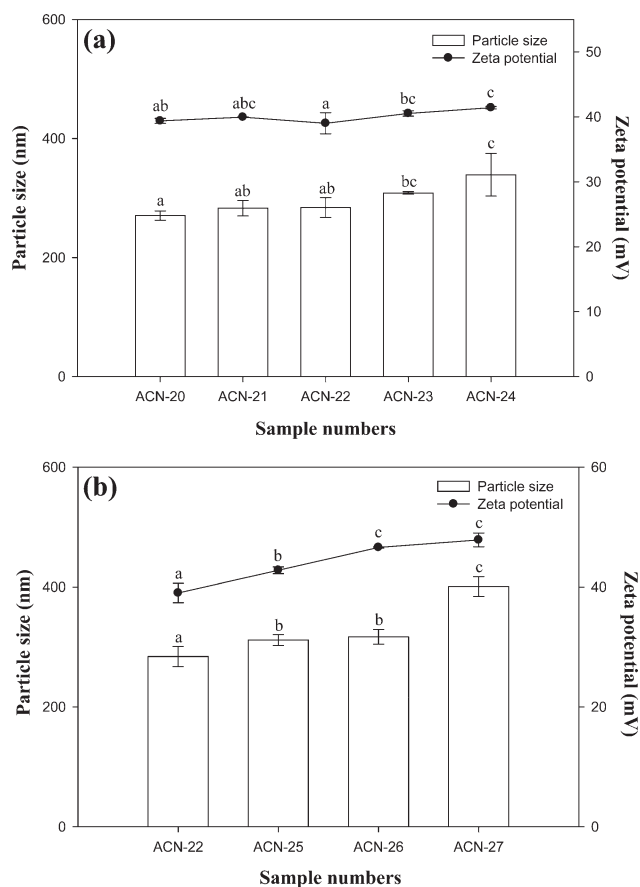 (a)
Particle size
Zeta potential
600
400
200
0
50
40
30
20
10
0
ab
abc
a
bc
c
a
ab
ab
bc
c
Particle size (nm)
Zeta potential (mV)
ACN-20 ACN-21 ACN-22 ACN-23 ACN-24
Sample numbers
(b)
Particle size
Zeta potential
600
400
200
0
60
40
20
0
a
b
c
c
a
b
b
c
Particle size (nm)
Zeta potential (mV)
ACN-22 ACN-25 ACN-26 ACN-27
Sample numbers